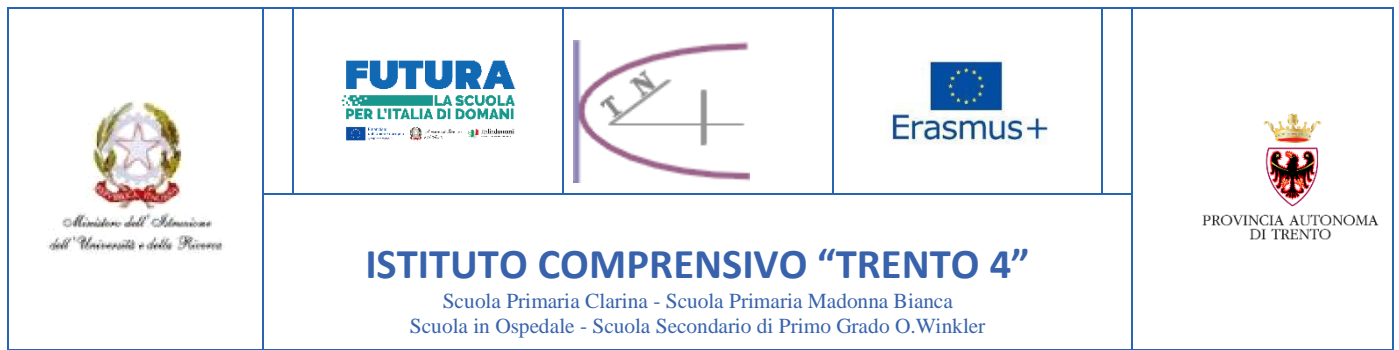 Ministero dell'Istruzione
dell'Università e della Ricerca
FUTURA
LA SCUOLA
PER L'ITALIA DI DOMANI
T N
4
Erasmus+
PROVINCIA AUTONOMA
DI TRENTO
ISTITUTO COMPRENSIVO “TRENTO 4”
Scuola Primaria Clarina - Scuola Primaria Madonna Bianca
Scuola in Ospedale - Scuola Secondario di Primo Grado O.Winkler